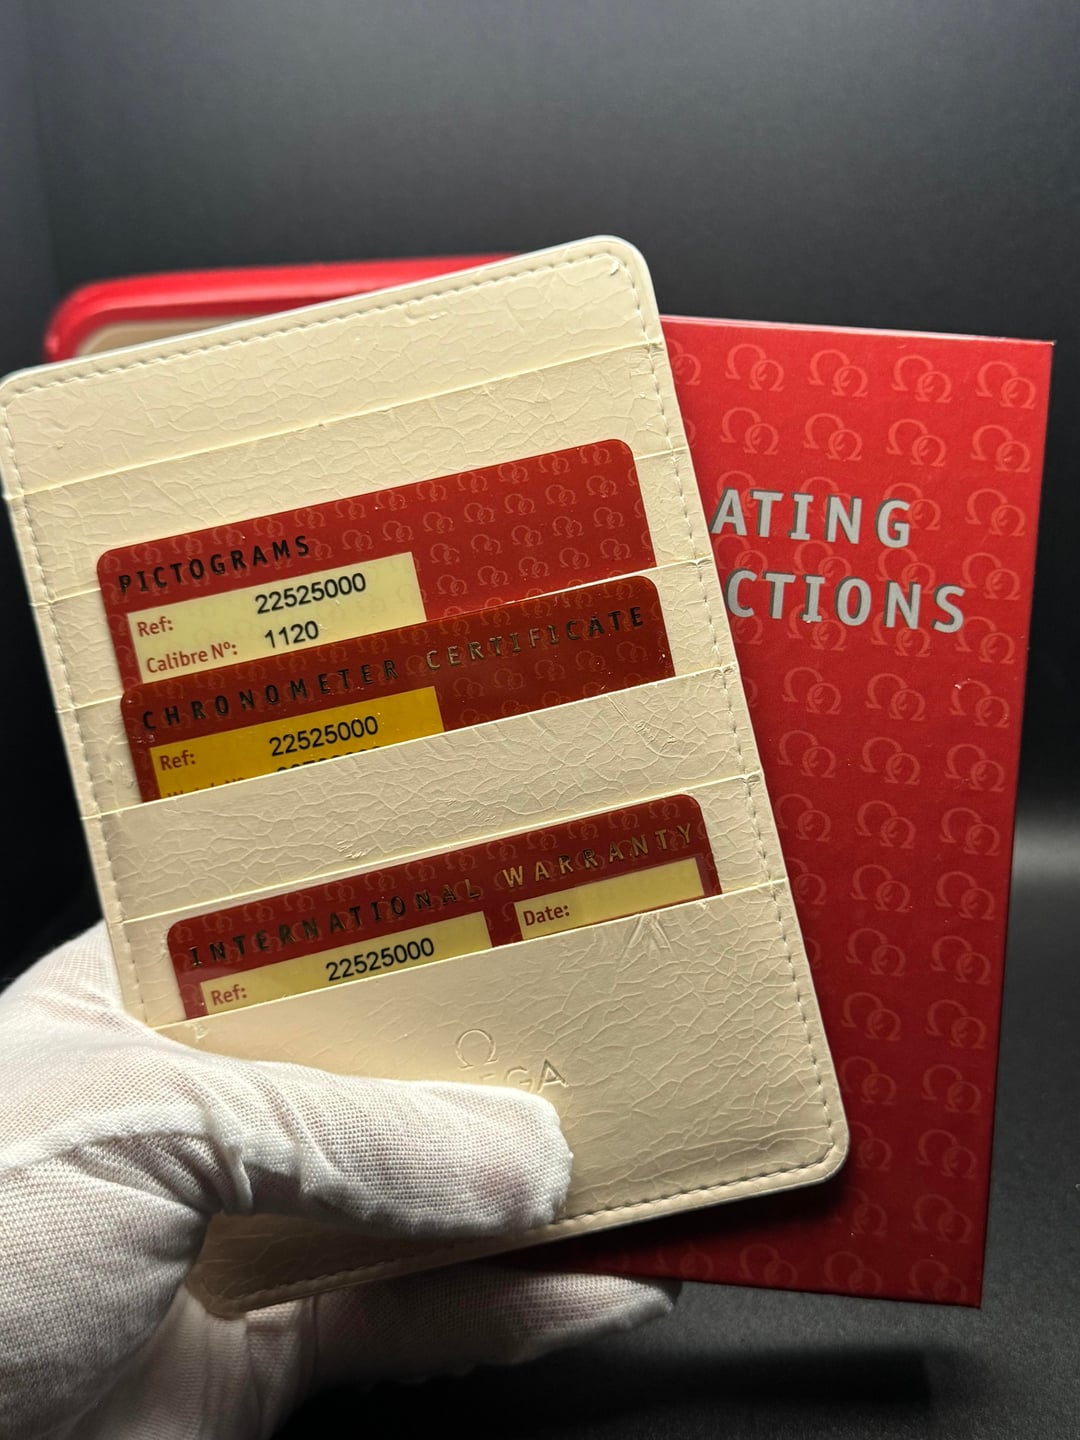 PICTOGRAMS
Ref: 22525000
Calibre Nº: 1120
CHRONOMETER CERTIFICATE
Ref: 22525000
INTERNATIONAL WARRANTY
Ref: 22525000
Date:
ATING
CTIONS